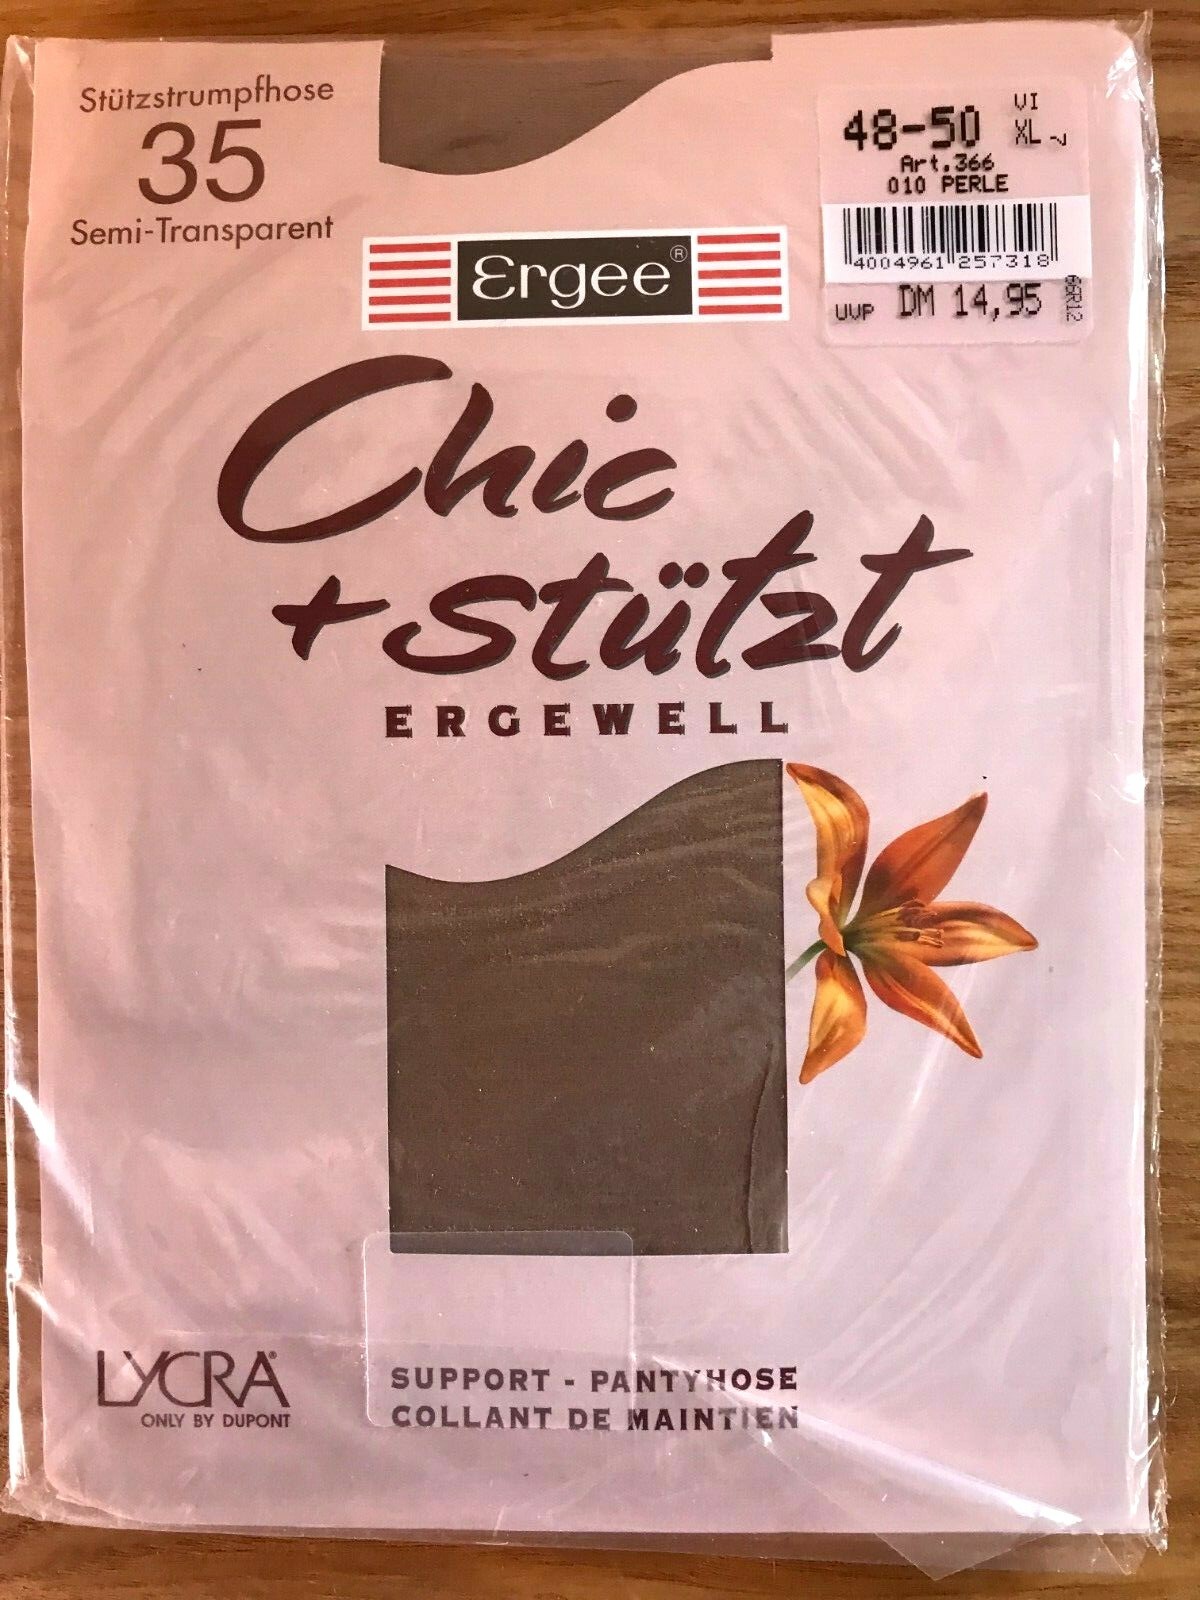 Stützstrumpfhose
35
Semi-Transparent
48-50 VI
XL
Art.366
010 PERLE
4004961 257318
UVP DM 14,95
Ergee®
Chic
+ stützt
ERGEWELL
LYCRA®
ONLY BY DUPONT
SUPPORT - PANTYHOSE
COLLANT DE MAINTIEN